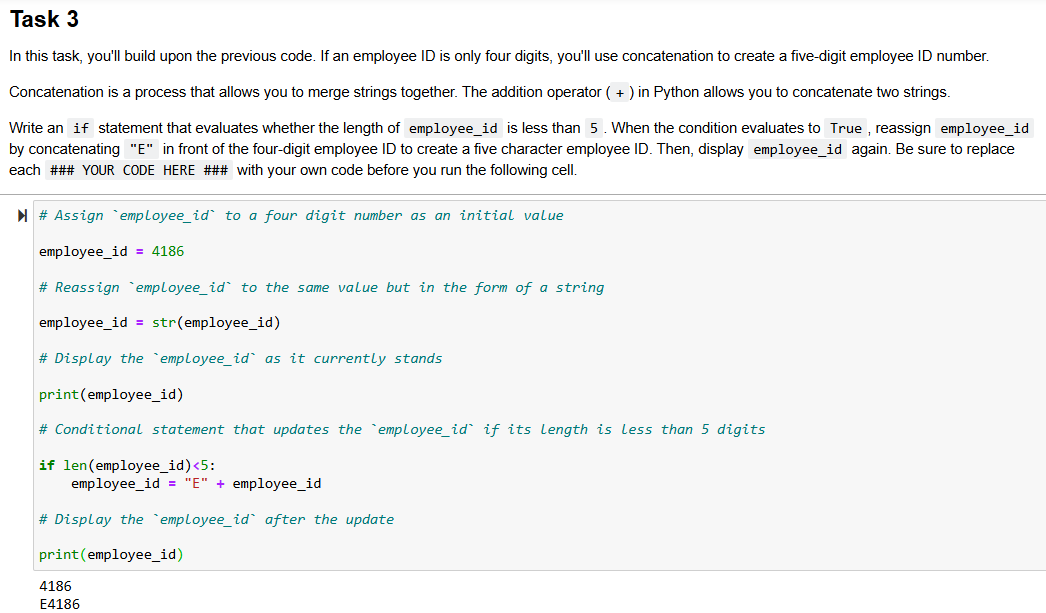 Task 3
In this task, you'll build upon the previous code. If an employee ID is only four digits, you'll use concatenation to create a five-digit employee ID number.
Concatenation is a process that allows you to merge strings together. The addition operator ( + ) in Python allows you to concatenate two strings.
Write an if statement that evaluates whether the length of employee_id is less than 5 . When the condition evaluates to True , reassign employee_id
by concatenating "E" in front of the four-digit employee ID to create a five character employee ID. Then, display employee_id again. Be sure to replace
each ### YOUR CODE HERE ### with your own code before you run the following cell.
# Assign `employee_id` to a four digit number as an initial value
employee_id = 4186
# Reassign `employee_id` to the same value but in the form of a string
employee_id = str(employee_id)
# Display the `employee_id` as it currently stands
print(employee_id)
# Conditional statement that updates the `employee_id` if its length is less than 5 digits
if len(employee_id)<5:
    employee_id = "E" + employee_id
# Display the `employee_id` after the update
print(employee_id)
4186
E4186